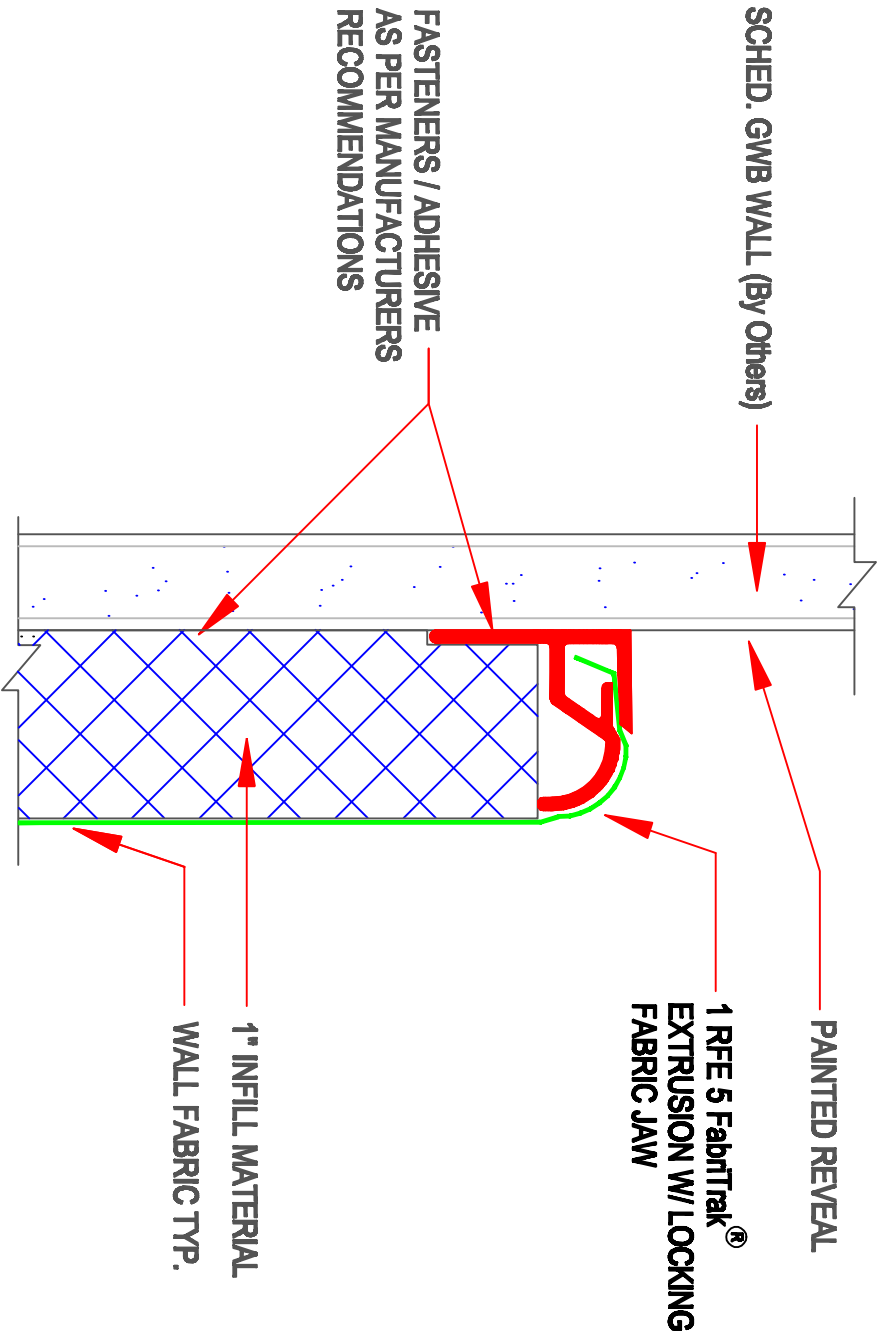 SCHED. GWB WALL (By Others)
FASTENERS / ADHESIVE
AS PER MANUFACTURERS
RECOMMENDATIONS
PAINTED REVEAL
1 RFE 5 FabriTrak®
EXTRUSION W/ LOCKING
FABRIC JAW
1" INFILL MATERIAL
WALL FABRIC TYP.